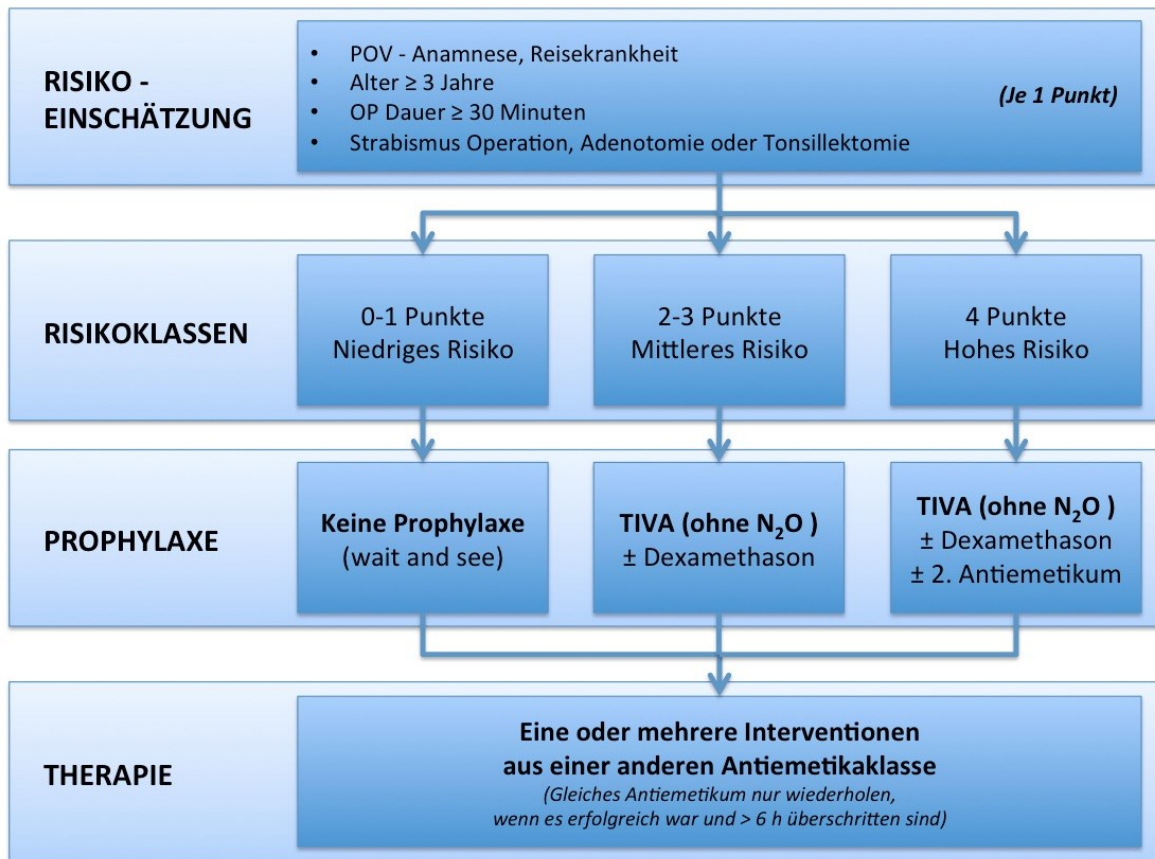 RISIKO -
EINSCHÄTZUNG
• POV - Anamnese, Reisekrankheit
• Alter ≥ 3 Jahre
• OP Dauer ≥ 30 Minuten
• Strabismus Operation, Adenotomie oder Tonsillektomie
(Je 1 Punkt)
RISIKOKLASSEN
0-1 Punkte
Niedriges Risiko
2-3 Punkte
Mittleres Risiko
4 Punkte
Hohes Risiko
PROPHYLAXE
Keine Prophylaxe
(wait and see)
TIVA (ohne N₂O )
± Dexamethason
TIVA (ohne N₂O )
± Dexamethason
± 2. Antiemetikum
THERAPIE
Eine oder mehrere Interventionen
aus einer anderen Antiemetikaklasse
(Gleiches Antiemetikum nur wiederholen,
wenn es erfolgreich war und > 6 h überschritten sind)